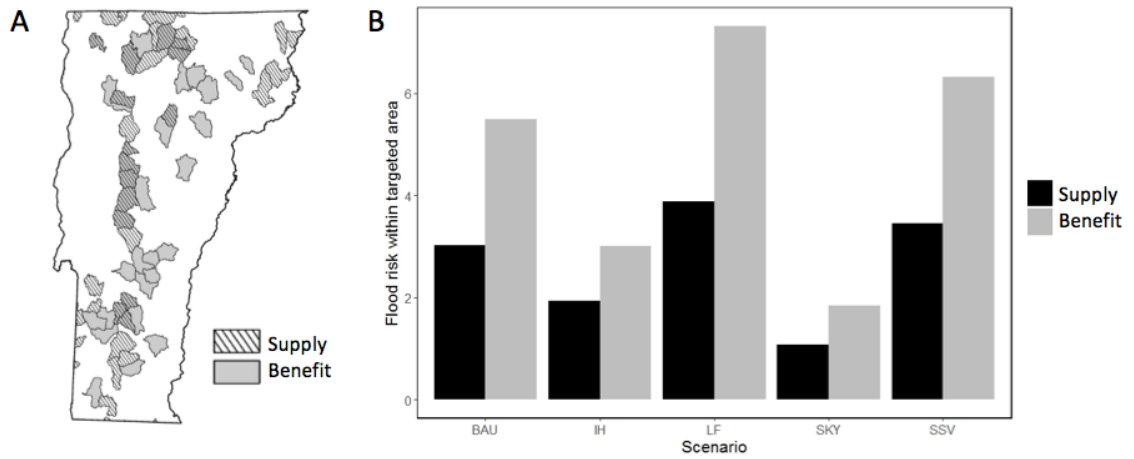 A
Supply
Benefit
B
Flood risk within targeted area
6
4
2
0
BAU
IH
LF
SKY
SSV
Scenario
Supply
Benefit